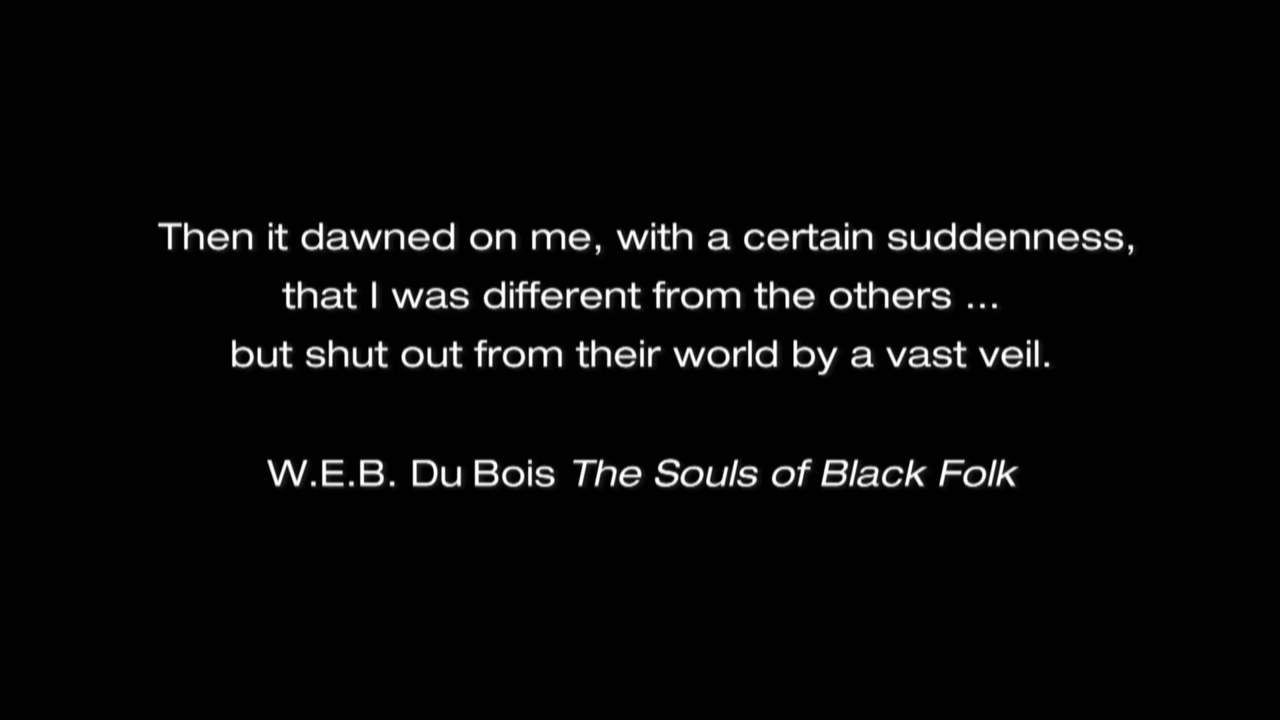 Then it dawned on me, with a certain suddenness,
that I was different from the others ...
but shut out from their world by a vast veil.
W.E.B. Du Bois The Souls of Black Folk